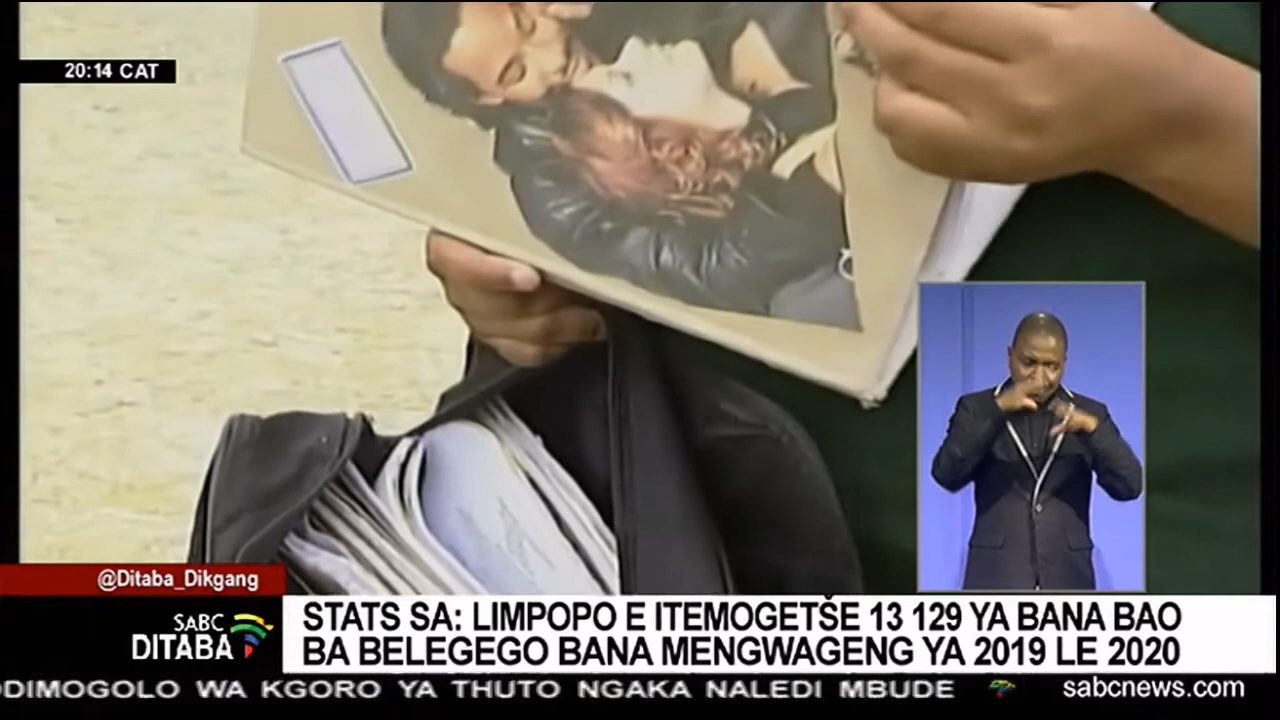 20:14 CAT
@Ditaba_Dikgang
SABC
DITABA
STATS SA: LIMPOPO E ITEMOGETŠE 13 129 YA BANA BAO
BA BELEGEGO BANA MENGWAGENG YA 2019 LE 2020
ODIMOGOLO WA KGORO YA THUTO NGAKA NALEDI MBUDE
sabcnews.com